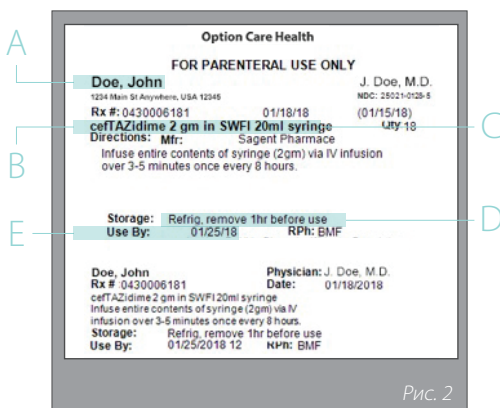 Option Care Health
FOR PARENTERAL USE ONLY
A
Doe, John J. Doe, M.D.
1234 Main St Anywhere, USA 12345 NDC: 25021-0128-5
Rx #: 0430006181 01/18/18 (01/15/18)
B cefTAZidime 2 gm in SWFI 20ml syringe Qty 18 C
Directions: Mfr: Sagent Pharmace
Infuse entire contents of syringe (2gm) via IV infusion
over 3-5 minutes once every 8 hours.
Storage: Refrig, remove 1hr before use D
E Use By: 01/25/18 RPh: BMF
Doe, John Physician: J. Doe, M.D.
Rx # :0430006181 Date: 01/18/2018
cefTAZidime 2 gm in SWFI 20ml syringe
Infuse entire contents of syringe (2gm) via IV
infusion over 3-5 minutes every 8 hours.
Storage: Refrig, remove 1hr before use
Use By: 01/25/2018 12 RPh: BMF
Рис. 2